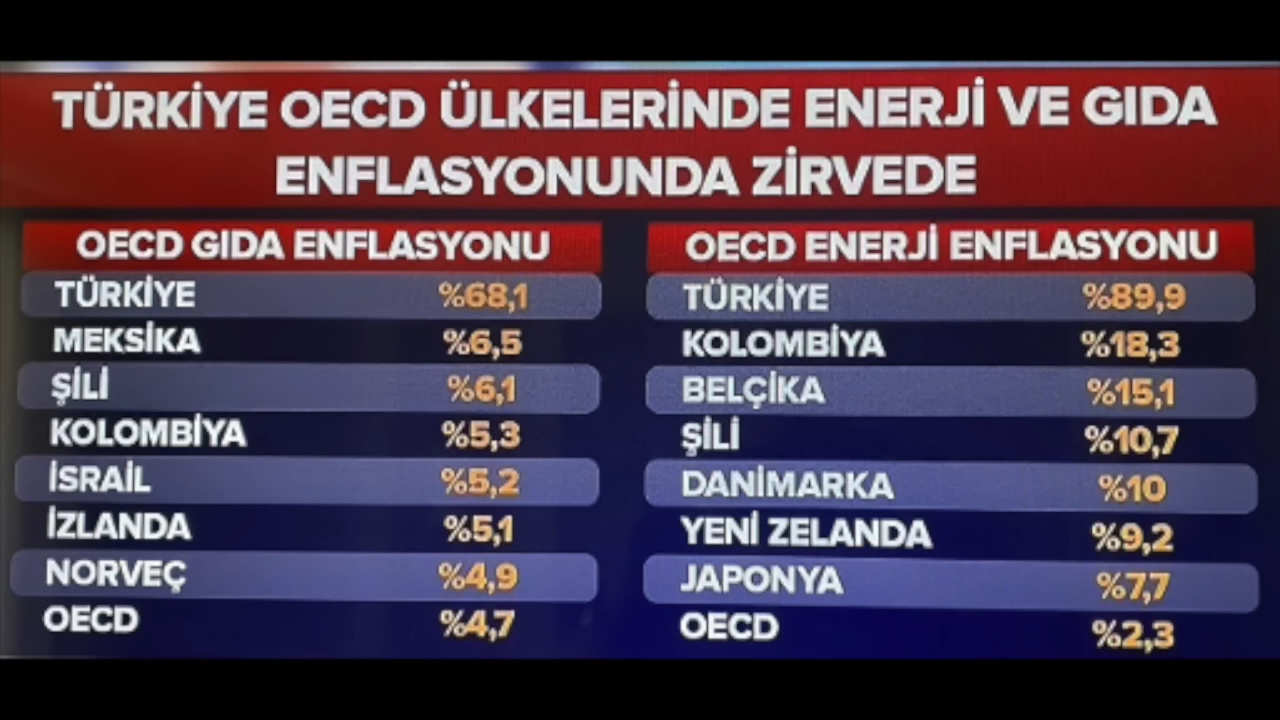 TÜRKİYE OECD ÜLKELERİNDE ENERJİ VE GIDA
ENFLASYONUNDA ZİRVEDE
OECD GIDA ENFLASYONU
TÜRKİYE %68,1
MEKSİKA %6,5
ŞİLİ %6,1
KOLOMBİYA %5,3
İSRAİL %5,2
İZLANDA %5,1
NORVEÇ %4,9
OECD %4,7
OECD ENERJİ ENFLASYONU
TÜRKİYE %89,9
KOLOMBİYA %18,3
BELÇİKA %15,1
ŞİLİ %10,7
DANİMARKA %10
YENİ ZELANDA %9,2
JAPONYA %7,7
OECD %2,3